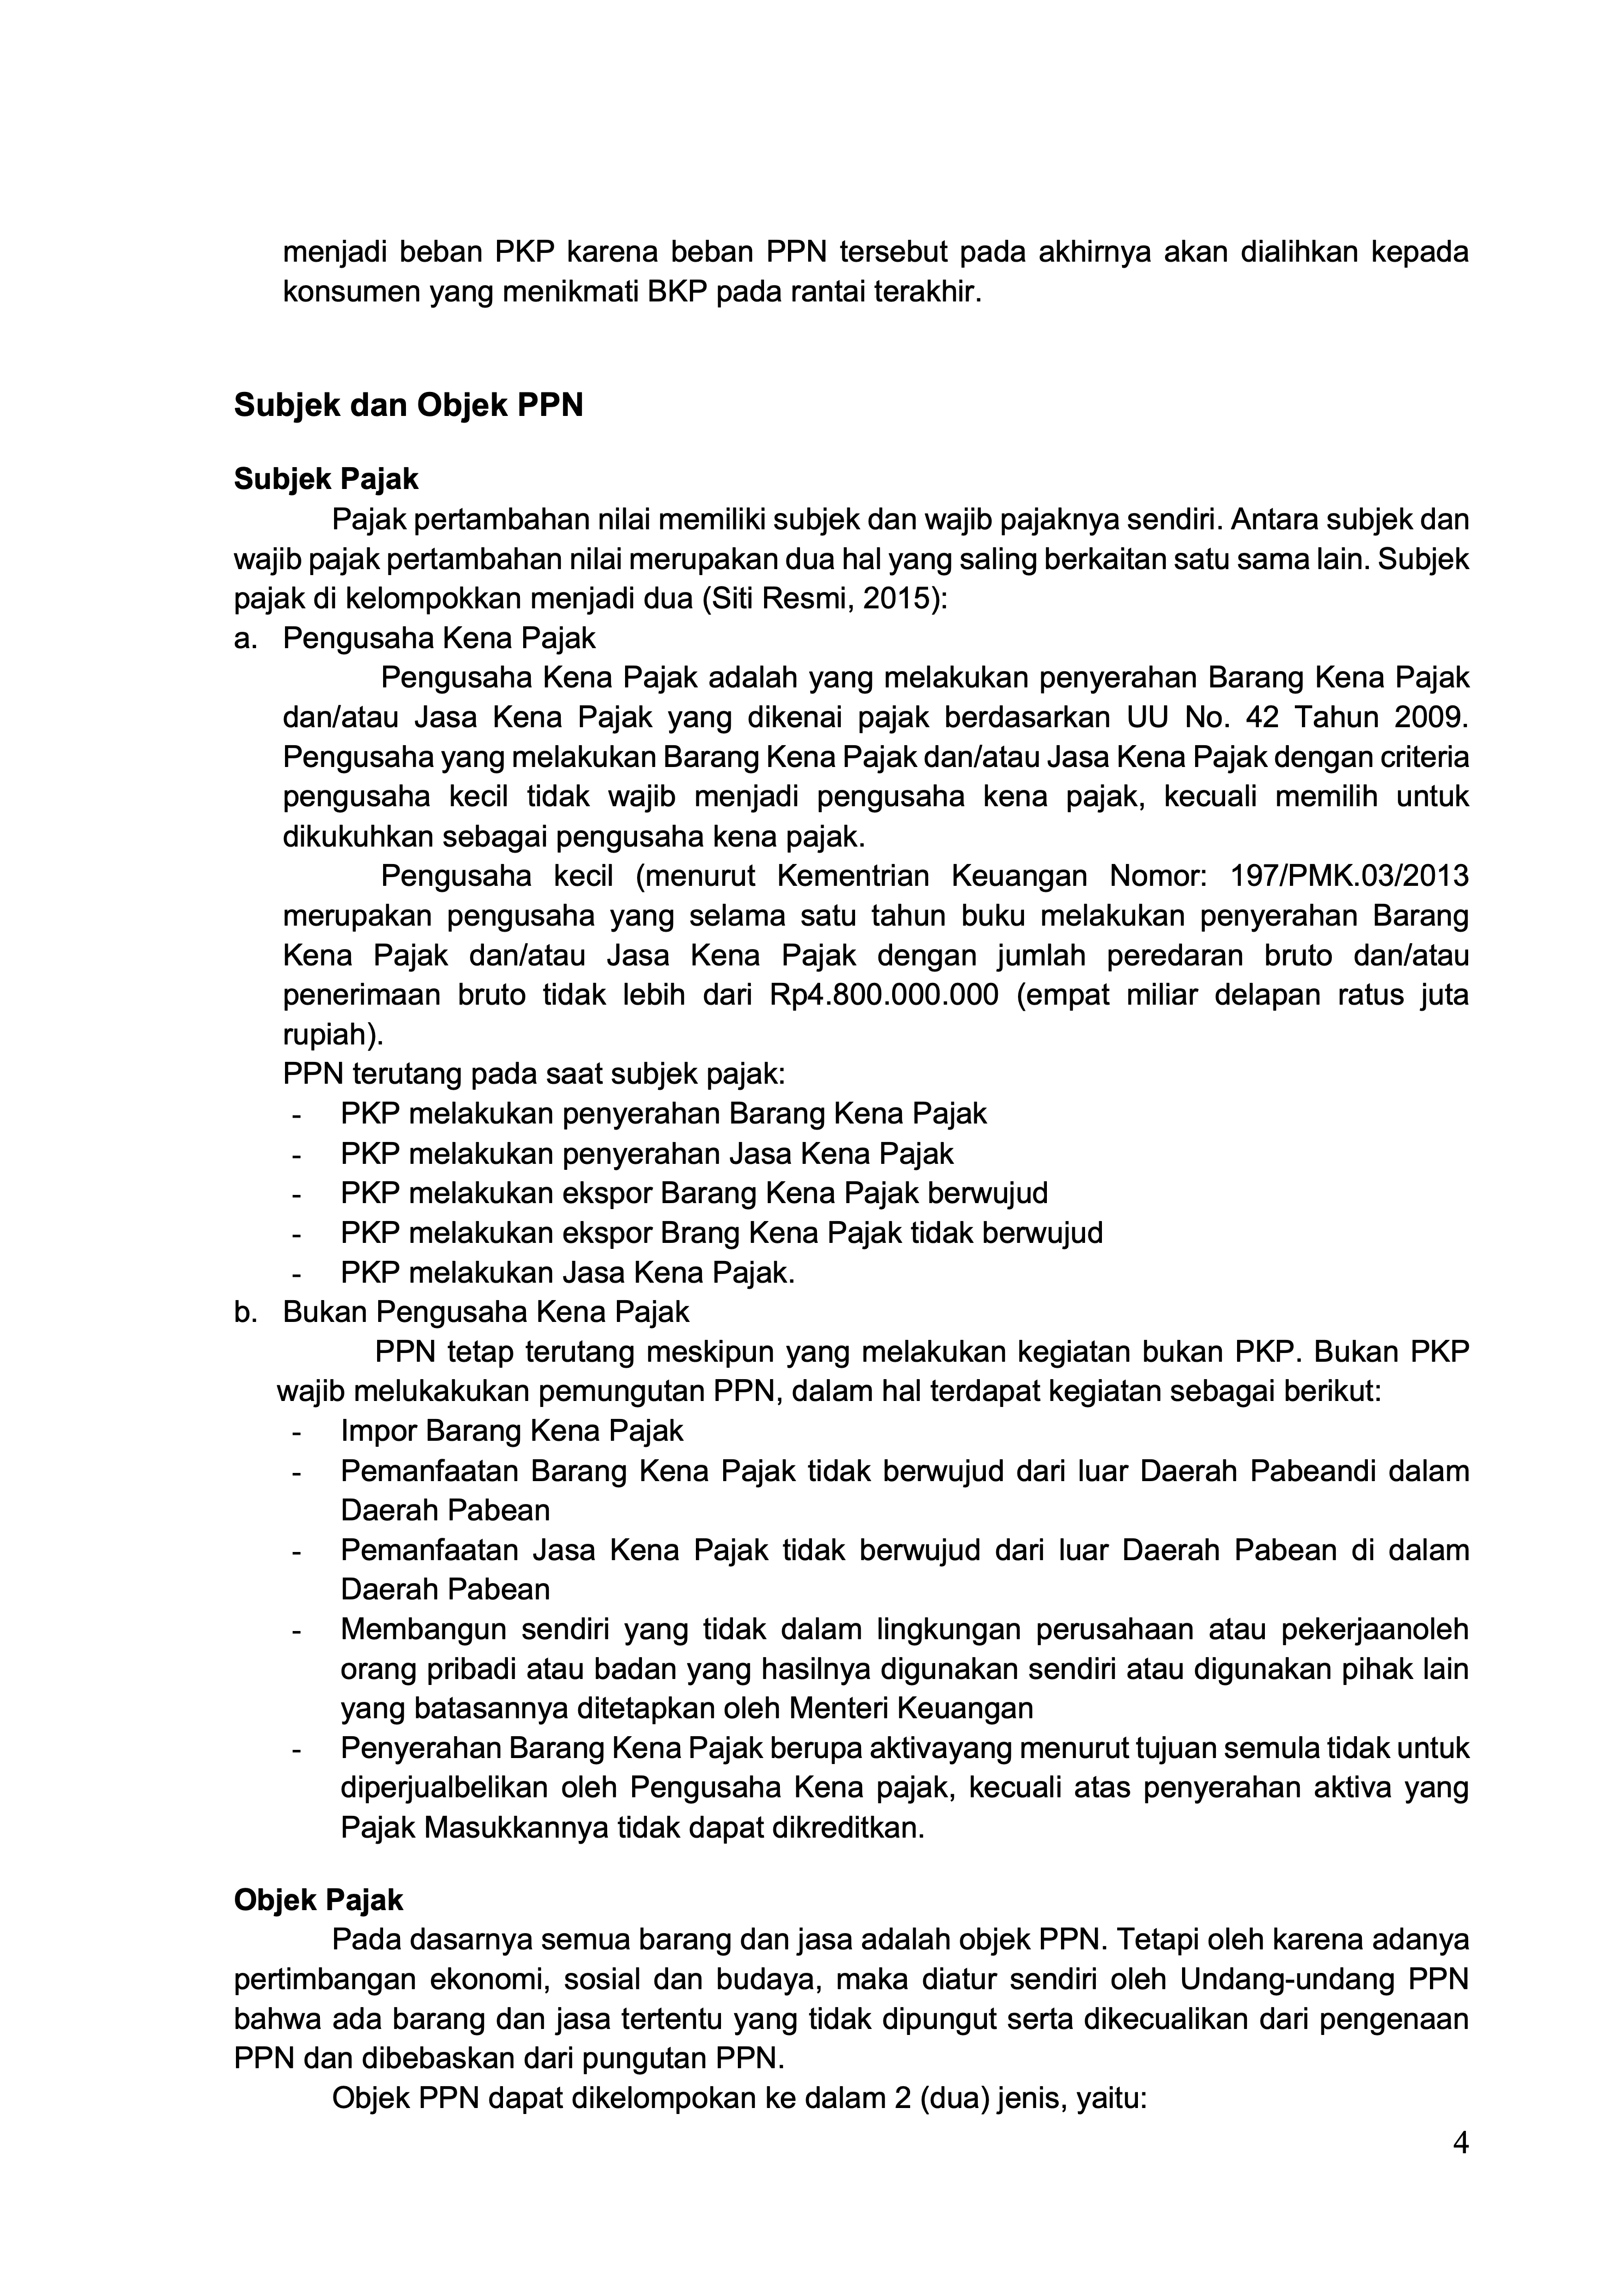 menjadi beban PKP karena beban PPN tersebut pada akhirnya akan dialihkan kepada
konsumen yang menikmati BKP pada rantai terakhir.
Subjek dan Objek PPN
Subjek Pajak
Pajak pertambahan nilai memiliki subjek dan wajib pajaknya sendiri. Antara subjek dan
wajib pajak pertambahan nilai merupakan dua hal yang saling berkaitan satu sama lain. Subjek
pajak di kelompokkan menjadi dua (Siti Resmi, 2015):
a. Pengusaha Kena Pajak
Pengusaha Kena Pajak adalah yang melakukan penyerahan Barang Kena Pajak
dan/atau Jasa Kena Pajak yang dikenai pajak berdasarkan UU No. 42 Tahun 2009.
Pengusaha yang melakukan Barang Kena Pajak dan/atau Jasa Kena Pajak dengan criteria
pengusaha kecil tidak wajib menjadi pengusaha kena pajak, kecuali memilih untuk
dikukuhkan sebagai pengusaha kena pajak.
Pengusaha kecil (menurut Kementrian Keuangan Nomor: 197/PMK.03/2013
merupakan pengusaha yang selama satu tahun buku melakukan penyerahan Barang
Kena Pajak dan/atau Jasa Kena Pajak dengan jumlah peredaran bruto dan/atau
penerimaan bruto tidak lebih dari Rp4.800.000.000 (empat miliar delapan ratus juta
rupiah).
PPN terutang pada saat subjek pajak:
- PKP melakukan penyerahan Barang Kena Pajak
- PKP melakukan penyerahan Jasa Kena Pajak
- PKP melakukan ekspor Barang Kena Pajak berwujud
- PKP melakukan ekspor Brang Kena Pajak tidak berwujud
- PKP melakukan Jasa Kena Pajak.
b. Bukan Pengusaha Kena Pajak
PPN tetap terutang meskipun yang melakukan kegiatan bukan PKP. Bukan PKP
wajib melukakukan pemungutan PPN, dalam hal terdapat kegiatan sebagai berikut:
- Impor Barang Kena Pajak
- Pemanfaatan Barang Kena Pajak tidak berwujud dari luar Daerah Pabeandi dalam
Daerah Pabean
- Pemanfaatan Jasa Kena Pajak tidak berwujud dari luar Daerah Pabean di dalam
Daerah Pabean
- Membangun sendiri yang tidak dalam lingkungan perusahaan atau pekerjaanoleh
orang pribadi atau badan yang hasilnya digunakan sendiri atau digunakan pihak lain
yang batasannya ditetapkan oleh Menteri Keuangan
- Penyerahan Barang Kena Pajak berupa aktivayang menurut tujuan semula tidak untuk
diperjualbelikan oleh Pengusaha Kena pajak, kecuali atas penyerahan aktiva yang
Pajak Masukkannya tidak dapat dikreditkan.
Objek Pajak
Pada dasarnya semua barang dan jasa adalah objek PPN. Tetapi oleh karena adanya
pertimbangan ekonomi, sosial dan budaya, maka diatur sendiri oleh Undang-undang PPN
bahwa ada barang dan jasa tertentu yang tidak dipungut serta dikecualikan dari pengenaan
PPN dan dibebaskan dari pungutan PPN.
Objek PPN dapat dikelompokan ke dalam 2 (dua) jenis, yaitu:
4